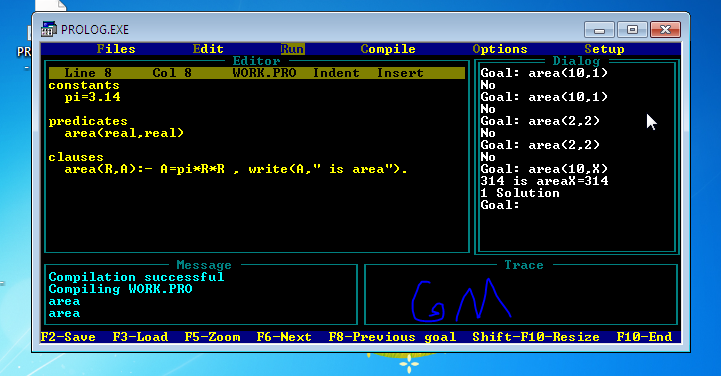 PROLOG.EXE
PR
Files Edit Run Compile Options Setup
Editor
Line 8 Col 8 WORK.PRO Indent Insert
constants
pi=3.14
predicates
area(real,real)
clauses
area(R,A):- A=pi*R*R , write(A," is area").
Dialog
Goal: area(10,1)
No
Goal: area(10,1)
No
Goal: area(2,2)
No
Goal: area(2,2)
No
Goal: area(10,X)
314 is areaX=314
1 Solution
Goal:
Message
Compilation successful
Compiling WORK.PRO
area
area
Trace
GM
F2-Save F3-Load F5-Zoom F6-Next F8-Previous goal Shift-F10-Resize F10-End